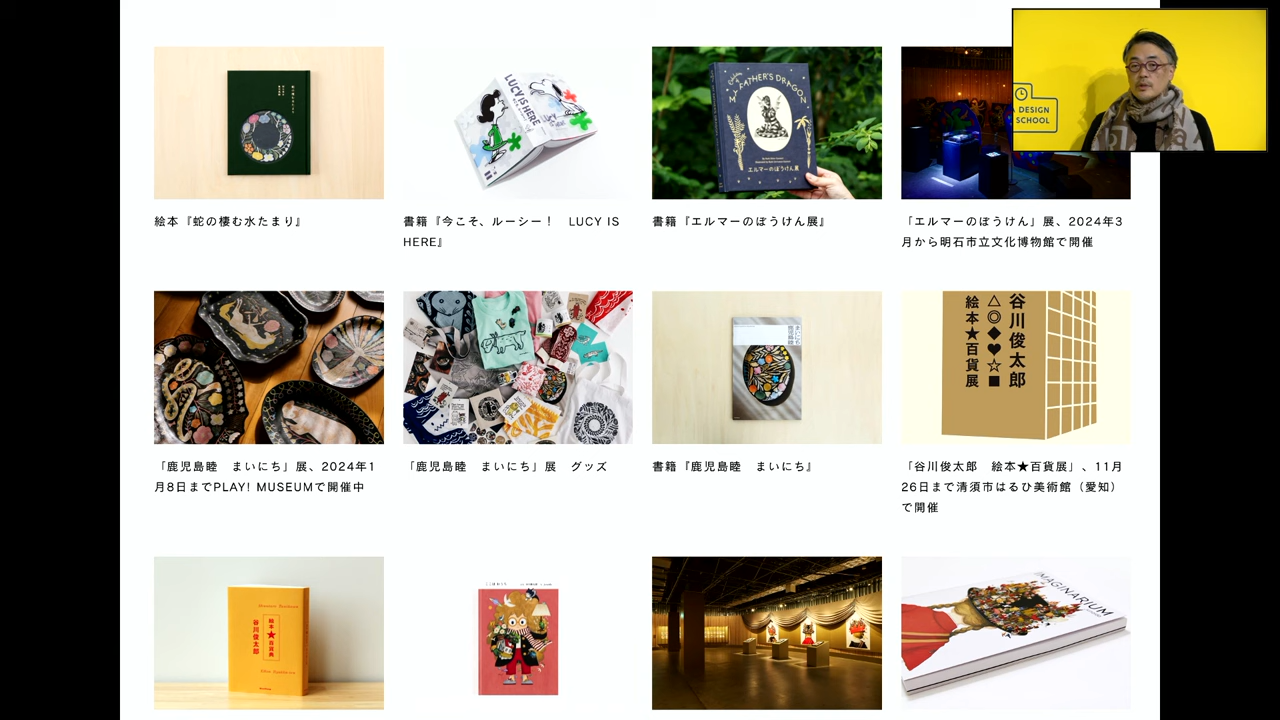 LUCY IS HERE
MY FATHER'S DRAGON
エルマーのぼうけん展
A DESIGN
SCHOOL
絵本『蛇の棲む水たまり』
書籍『今こそ、ルーシー！　LUCY IS
HERE』
書籍『エルマーのぼうけん展』
「エルマーのぼうけん」展、2024年3
月から明石市立文化博物館で開催
まいにち
鹿児島睦
谷川俊太郎
△◎◆♥☆■
絵本★百貨展
「鹿児島睦　まいにち」展、2024年1
月8日までPLAY! MUSEUMで開催中
「鹿児島睦　まいにち」展　グッズ
書籍『鹿児島睦　まいにち』
「谷川俊太郎　絵本★百貨展」、11月
26日まで清須市はるひ美術館（愛知）
で開催
絵本★百貨典
谷川俊太郎
IMAGINARIUM